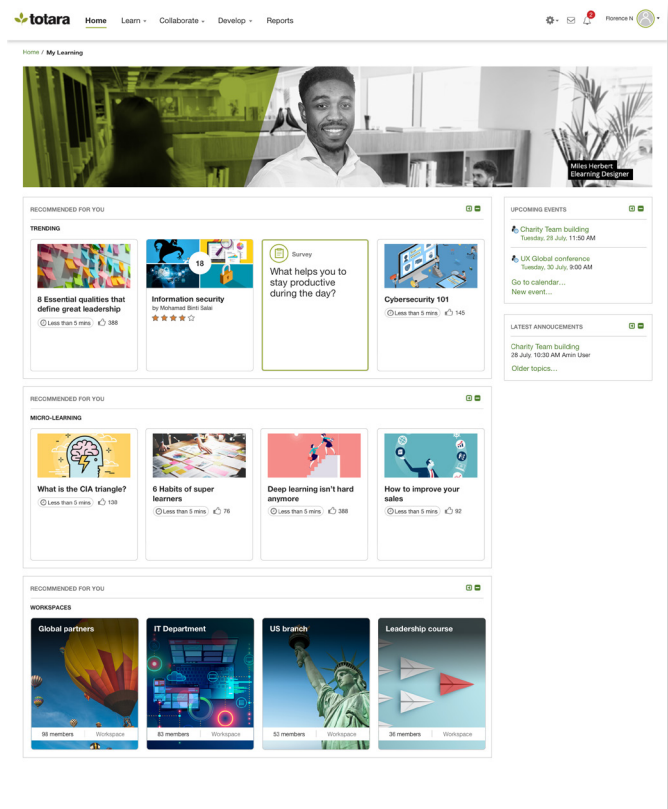 totara
Home Learn Collaborate Develop Reports
2
Florence N
Home / My Learning
Miles Herbert
Elearning Designer
RECOMMENDED FOR YOU
TRENDING
8 Essential qualities that
define great leadership
Less than 5 mins 388
18
Information security
by Mohamad Binti Salai
Survey
What helps you to
stay productive
during the day?
Cybersecurity 101
Less than 5 mins 145
UPCOMING EVENTS
Charity Team building
Tuesday, 28 July, 11:50 AM
UX Global conference
Tuesday, 30 July, 9:00 AM
Go to calendar...
New event...
LATEST ANNOUCEMENTS
Charity Team building
28 July, 10:30 AM Amin User
Older topics...
RECOMMENDED FOR YOU
MICRO-LEARNING
What is the CIA triangle?
Less than 5 mins 139
6 Habits of super
learners
Less than 5 mins 76
Deep learning isn't hard
anymore
Less than 5 mins 388
How to improve your
sales
Less than 5 mins 92
RECOMMENDED FOR YOU
WORKSPACES
Global partners
98 members Workspace
IT Department
83 members Workspace
US branch
53 members Workspace
Leadership course
36 members Workspace